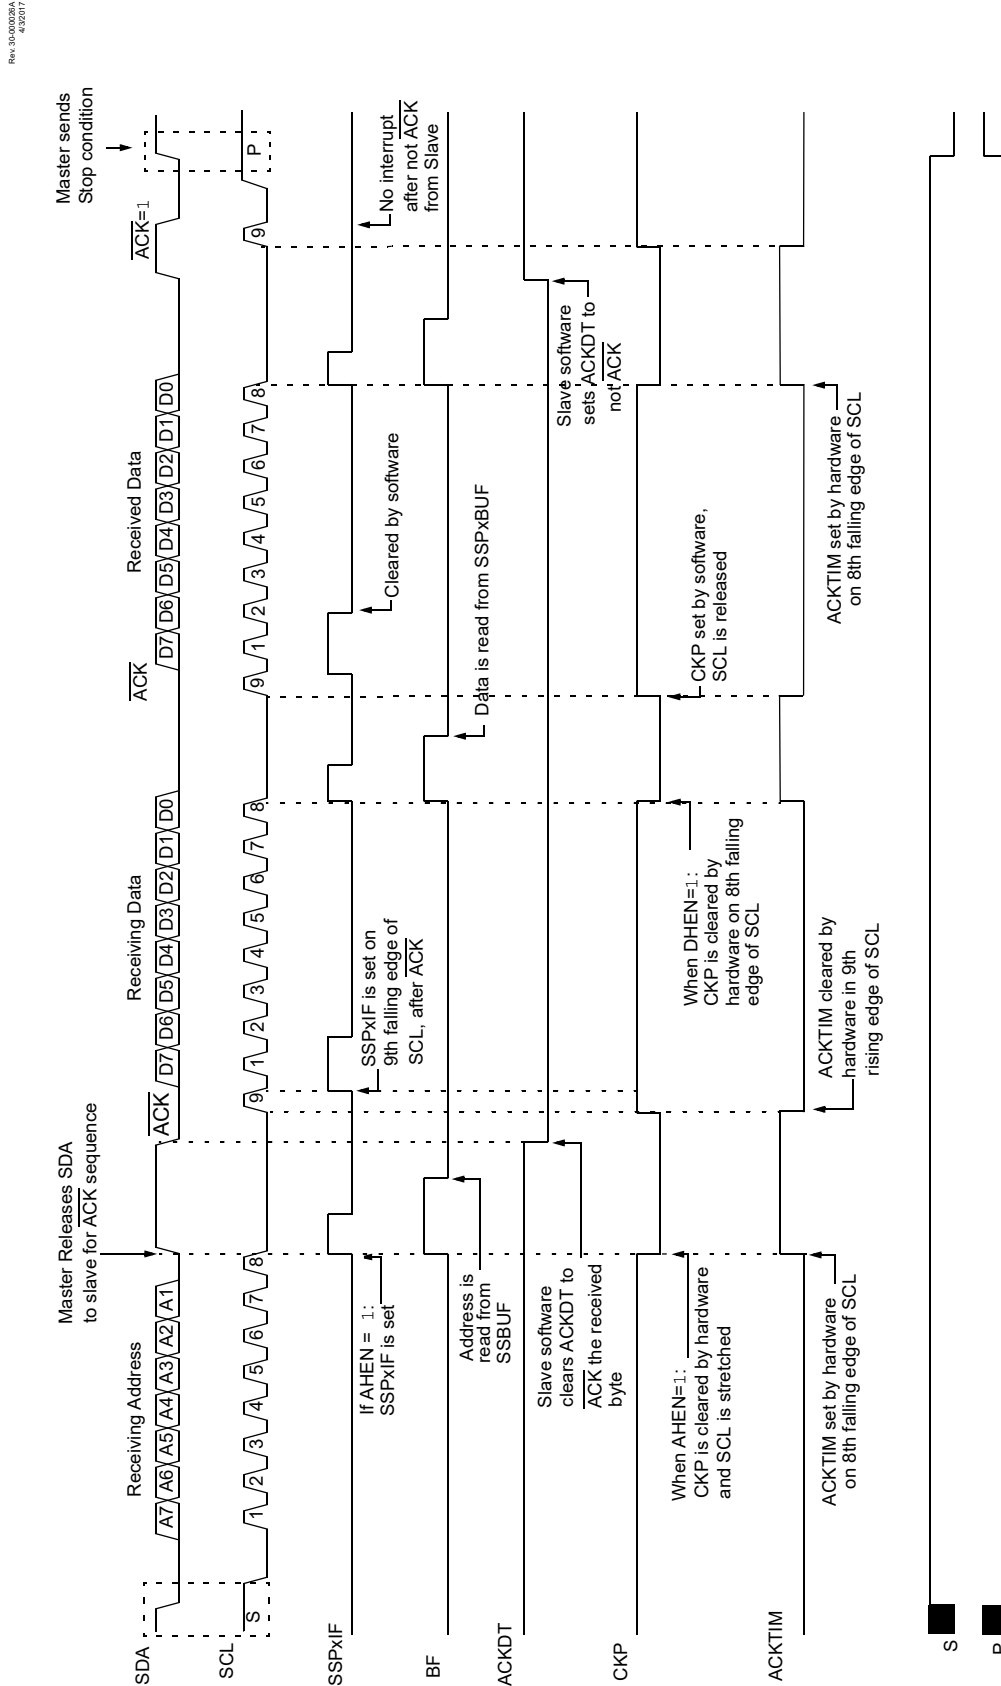 Rev. 30-000026A
4/3/2017
Master Releases SDA
to slave for ACK sequence
Master sends
Stop condition
Receiving Address
Receiving Data
Received Data
ACK
ACK
ACK=1
SDA
A7 A6 A5 A4 A3 A2 A1
D7 D6 D5 D4 D3 D2 D1 D0
D7 D6 D5 D4 D3 D2 D1 D0
SCL
S
1 2 3 4 5 6 7 8
9 1 2 3 4 5 6 7 8
9 1 2 3 4 5 6 7 8
9
P
SSPxIF
If AHEN = 1:
SSPxIF is set
SSPxIF is set on
9th falling edge of
SCL, after ACK
Cleared by software
No interrupt
after not ACK
from Slave
BF
Address is
read from
SSBUF
Data is read from SSPxBUF
ACKDT
Slave software
clears ACKDT to
ACK the received
byte
Slave software
sets ACKDT to
not ACK
CKP
When AHEN=1:
CKP is cleared by hardware
and SCL is stretched
When DHEN=1:
CKP is cleared by
hardware on 8th falling
edge of SCL
CKP set by software,
SCL is released
ACKTIM
ACKTIM set by hardware
on 8th falling edge of SCL
ACKTIM cleared by
hardware in 9th
rising edge of SCL
ACKTIM set by hardware
on 8th falling edge of SCL
S
P